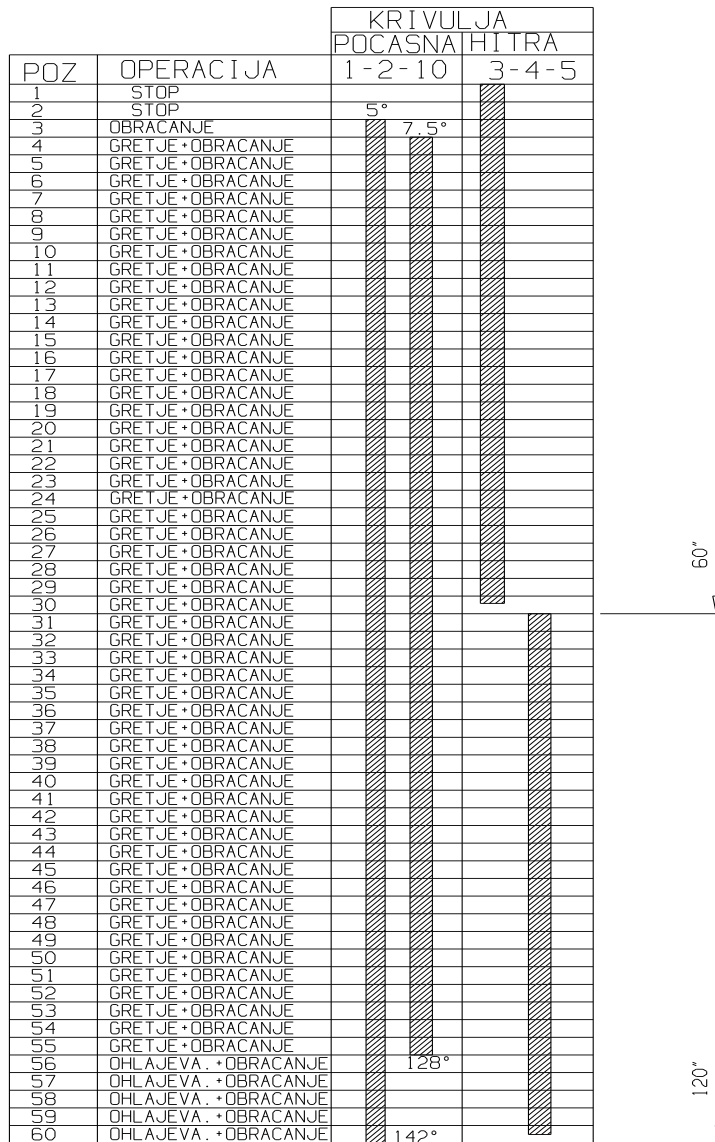 KRIVULJA
POCASNA HITRA
POZ OPERACIJA 1-2-10 3-4-5
1 STOP
2 STOP 5°
3 OBRACANJE 7.5°
4 GRETJE+OBRACANJE
5 GRETJE+OBRACANJE
6 GRETJE+OBRACANJE
7 GRETJE+OBRACANJE
8 GRETJE+OBRACANJE
9 GRETJE+OBRACANJE
10 GRETJE+OBRACANJE
11 GRETJE+OBRACANJE
12 GRETJE+OBRACANJE
13 GRETJE+OBRACANJE
14 GRETJE+OBRACANJE
15 GRETJE+OBRACANJE
16 GRETJE+OBRACANJE
17 GRETJE+OBRACANJE
18 GRETJE+OBRACANJE
19 GRETJE+OBRACANJE
20 GRETJE+OBRACANJE
21 GRETJE+OBRACANJE
22 GRETJE+OBRACANJE
23 GRETJE+OBRACANJE
24 GRETJE+OBRACANJE
25 GRETJE+OBRACANJE
26 GRETJE+OBRACANJE
27 GRETJE+OBRACANJE
28 GRETJE+OBRACANJE
29 GRETJE+OBRACANJE
30 GRETJE+OBRACANJE
31 GRETJE+OBRACANJE
32 GRETJE+OBRACANJE
33 GRETJE+OBRACANJE
34 GRETJE+OBRACANJE
35 GRETJE+OBRACANJE
36 GRETJE+OBRACANJE
37 GRETJE+OBRACANJE
38 GRETJE+OBRACANJE
39 GRETJE+OBRACANJE
40 GRETJE+OBRACANJE
41 GRETJE+OBRACANJE
42 GRETJE+OBRACANJE
43 GRETJE+OBRACANJE
44 GRETJE+OBRACANJE
45 GRETJE+OBRACANJE
46 GRETJE+OBRACANJE
47 GRETJE+OBRACANJE
48 GRETJE+OBRACANJE
49 GRETJE+OBRACANJE
50 GRETJE+OBRACANJE
51 GRETJE+OBRACANJE
52 GRETJE+OBRACANJE
53 GRETJE+OBRACANJE
54 GRETJE+OBRACANJE
55 GRETJE+OBRACANJE
56 OHLAJEVA.+OBRACANJE 128°
57 OHLAJEVA.+OBRACANJE
58 OHLAJEVA.+OBRACANJE
59 OHLAJEVA.+OBRACANJE
60 OHLAJEVA.+OBRACANJE 142°
60"
120"